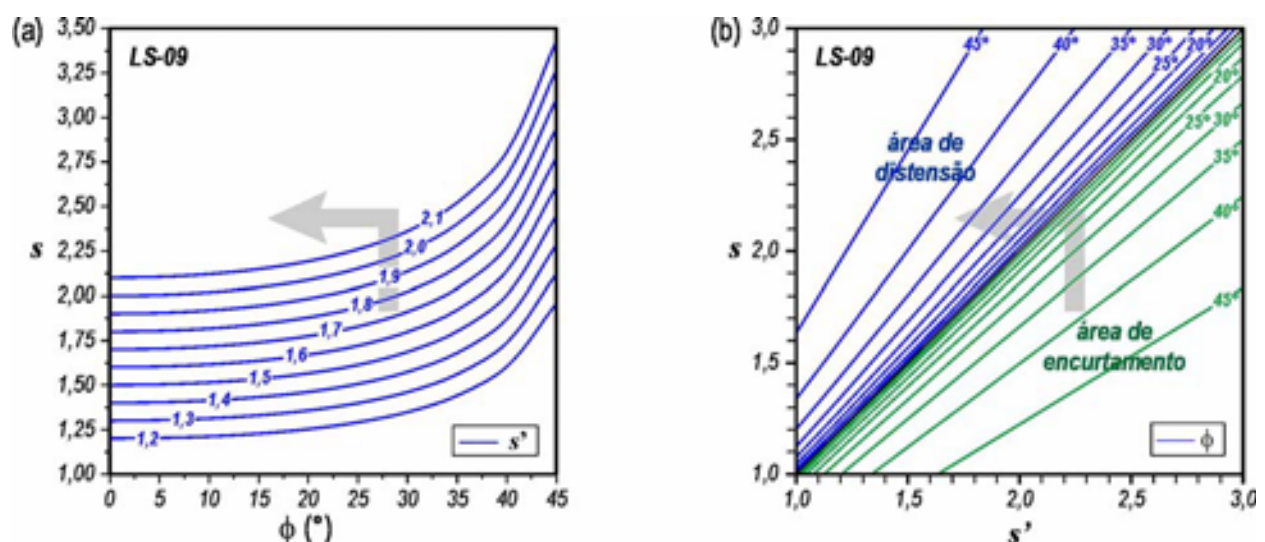 (a)
LS-09
s
3,50
3,25
3,00
2,75
2,50
2,25
2,00
1,75
1,50
1,25
1,00
2,1
2,0
1,9
1,8
1,7
1,6
1,5
1,4
1,3
1,2
s’
0 5 10 15 20 25 30 35 40 45
ϕ (°)
(b)
LS-09
s
3,0
2,5
2,0
1,5
1,0
45° 40° 35° 30° 20°
25°
20°
25° 30°
35°
40°
45°
área de
distensão
área de
encurtamento
ϕ
1,0 1,5 2,0 2,5 3,0
s’